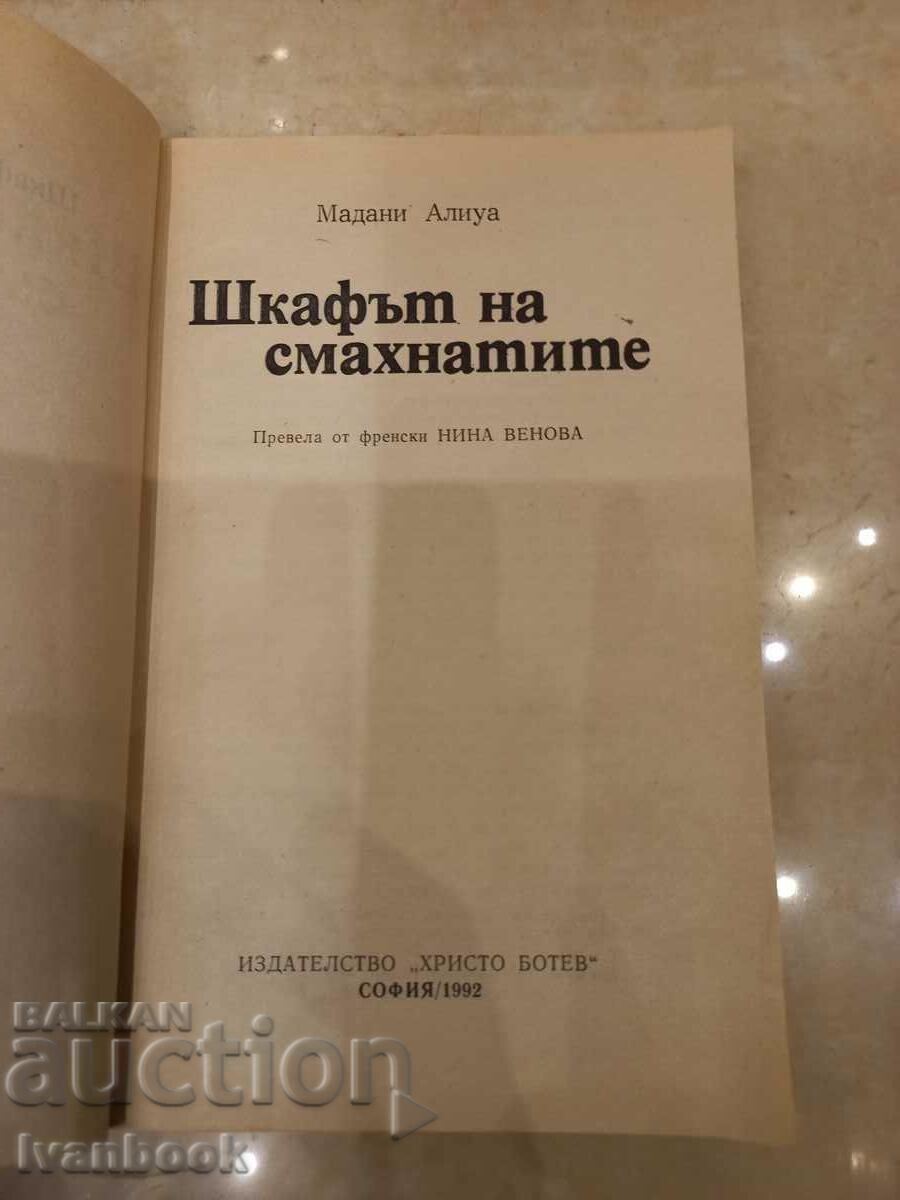 Мадани Алиуа
Шкафът на
смахнатите
Превела от френски НИНА ВЕНОВА
ИЗДАТЕЛСТВО „ХРИСТО БОТЕВ“
СОФИЯ/1992
BALKAN
auction
Ivanbook